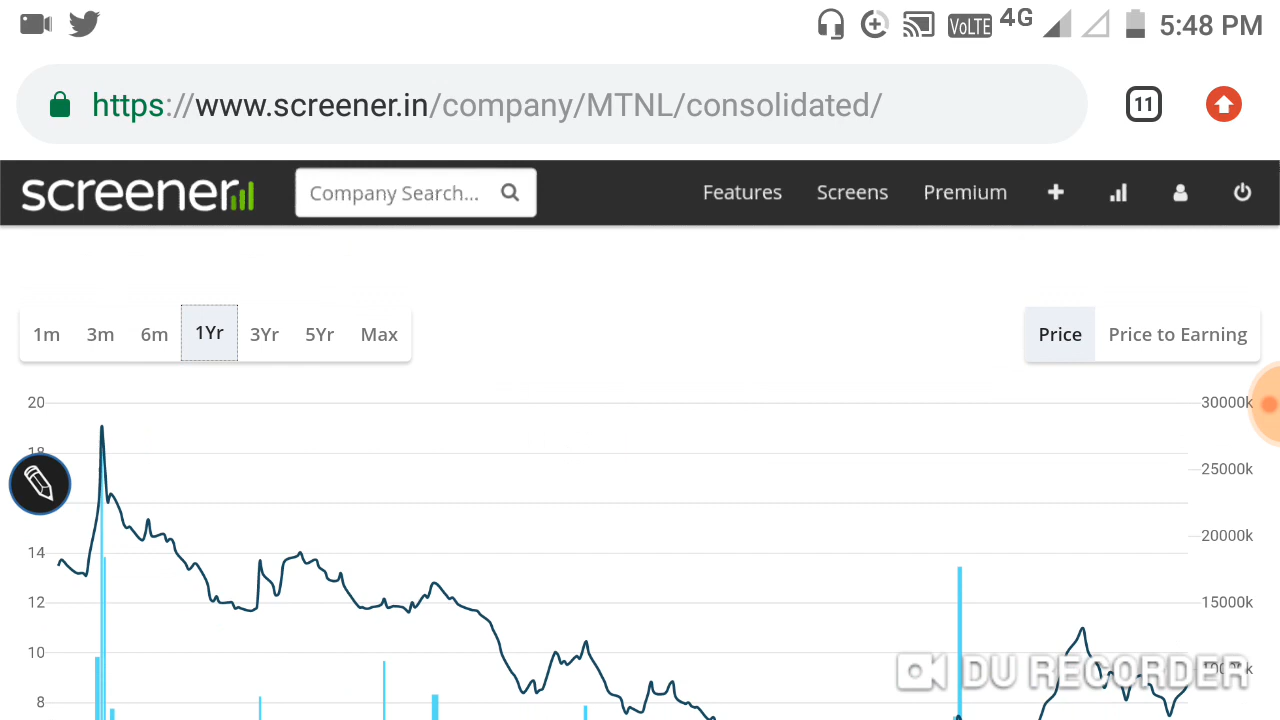 VoLTE 4G 5:48 PM
https://www.screener.in/company/MTNL/consolidated/ 11
screener Company Search... Features Screens Premium
1m 3m 6m 1Yr 3Yr 5Yr Max Price Price to Earning
20 30000k
18
25000k
20000k
14
12 15000k
10
DU RECORDER
8